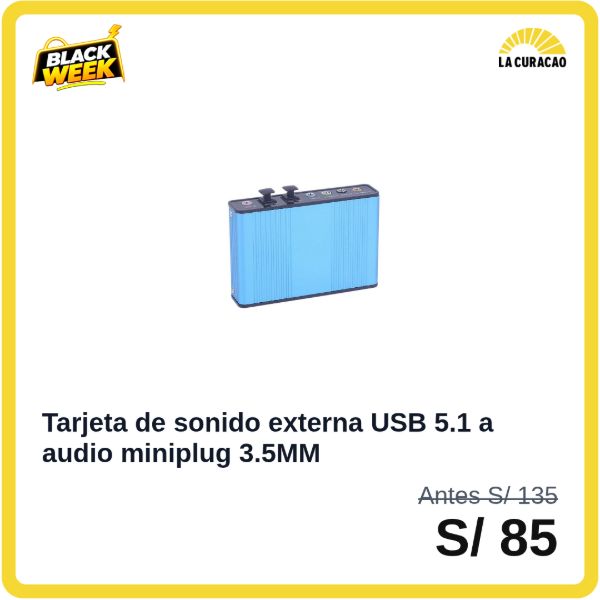 BLACK
WEEK
LA CURACAO
Tarjeta de sonido externa USB 5.1 a
audio miniplug 3.5MM
Antes S/ 135
S/ 85